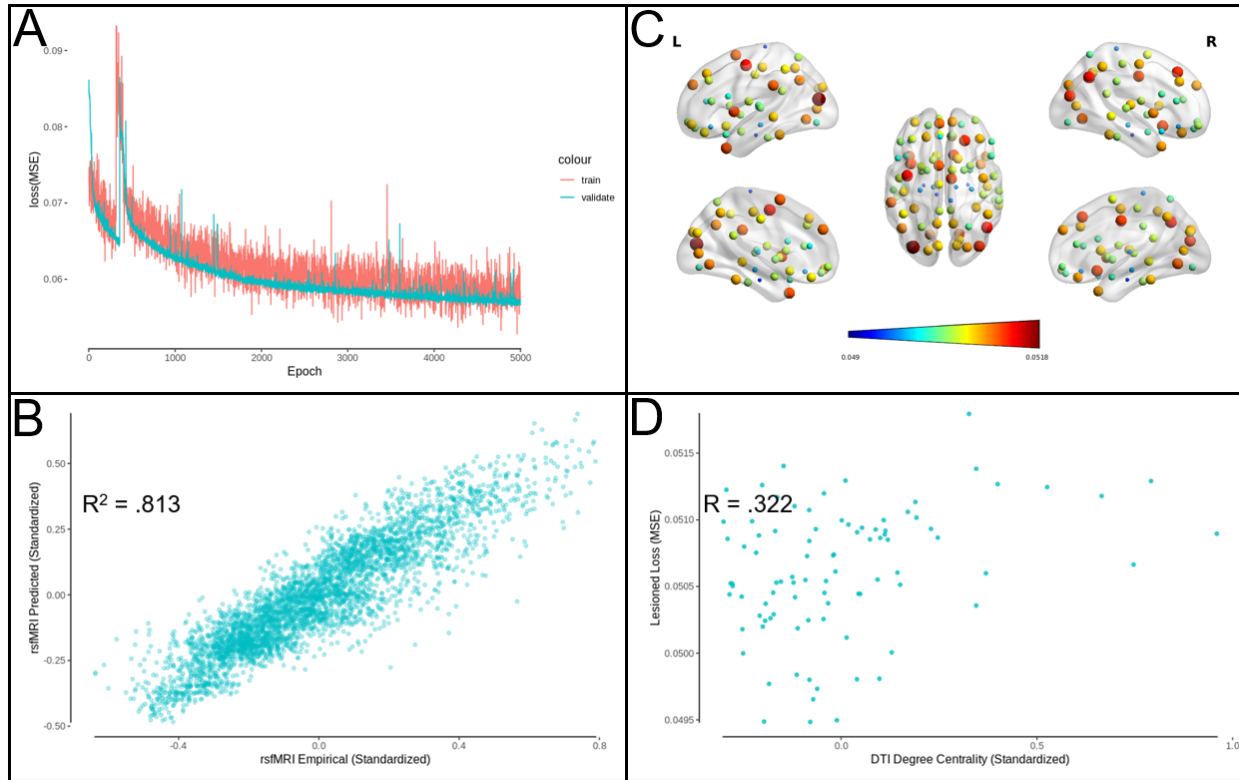 A
0.09
0.08
0.07
0.06
loss(MSE)
0
1000
2000
3000
4000
5000
Epoch
colour
train
validate
C
L
R
0.049
0.0518
B
0.50
0.25
0.00
-0.25
-0.50
rsfMRI Predicted (Standardized)
R² = .813
-0.4
0.0
0.4
0.8
rsfMRI Empirical (Standardized)
D
0.0515
0.0510
0.0505
0.0500
0.0495
Lesioned Loss (MSE)
R = .322
0.0
0.5
1.0
DTI Degree Centrality (Standardized)